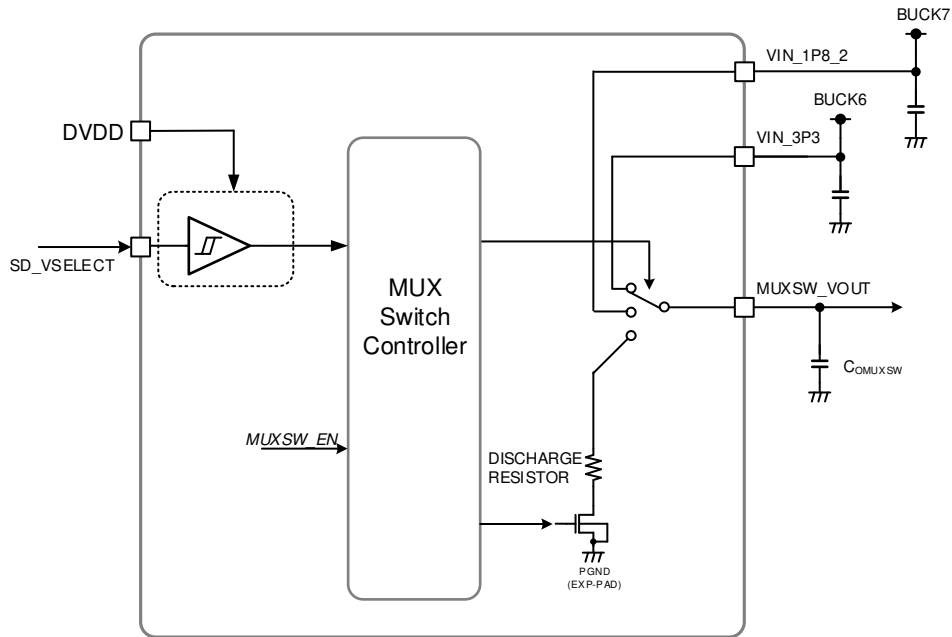 BUCK7
VIN_1P8_2
BUCK6
DVDD
VIN_3P3
SD_VSELECT
MUX
Switch
Controller
MUXSW_VOUT
COMUXSW
MUXSW_EN
DISCHARGE
RESISTOR
PGND
(EXP-PAD)